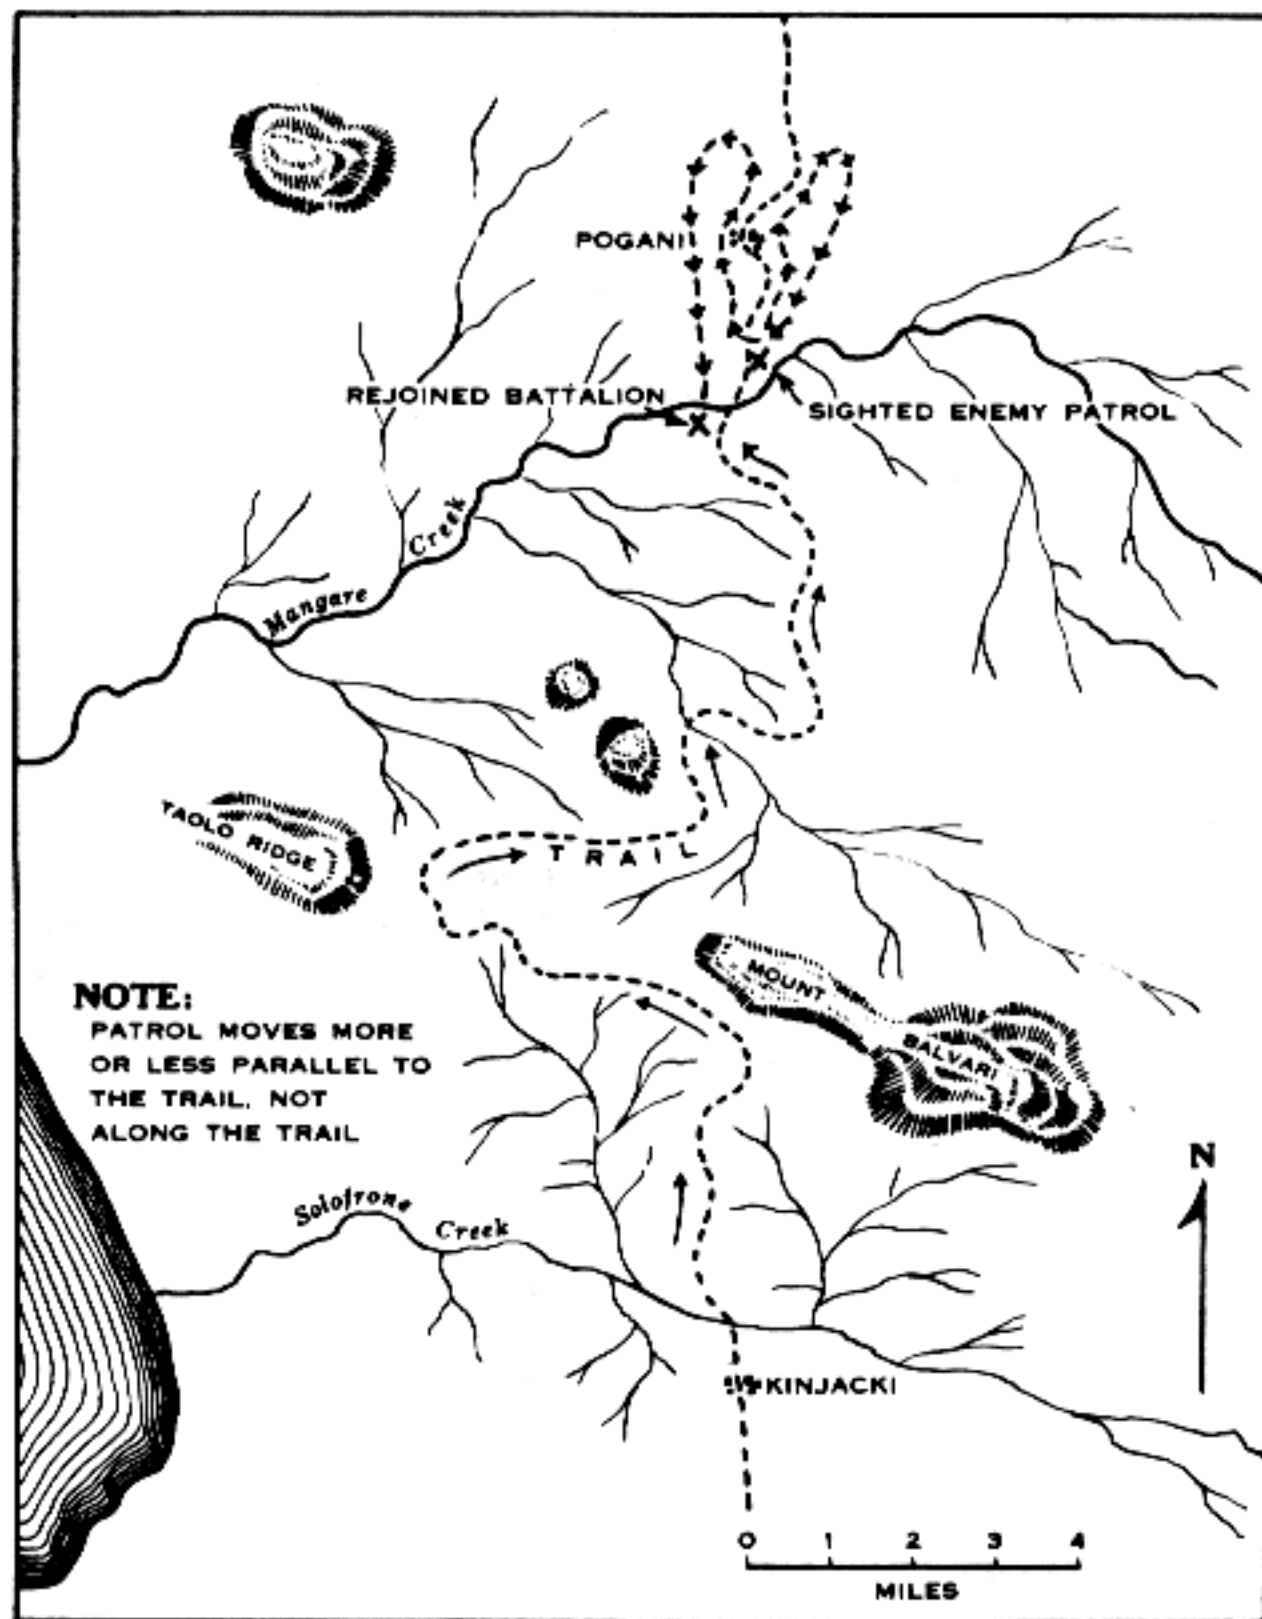 POGANI
REJOINED BATTALION
SIGHTED ENEMY PATROL
Mangare Creek
TAOLO RIDGE
TRAIL
MOUNT BALVARI
NOTE:
PATROL MOVES MORE
OR LESS PARALLEL TO
THE TRAIL, NOT
ALONG THE TRAIL
N
Solofrone Creek
KINJACKI
0 1 2 3 4
MILES